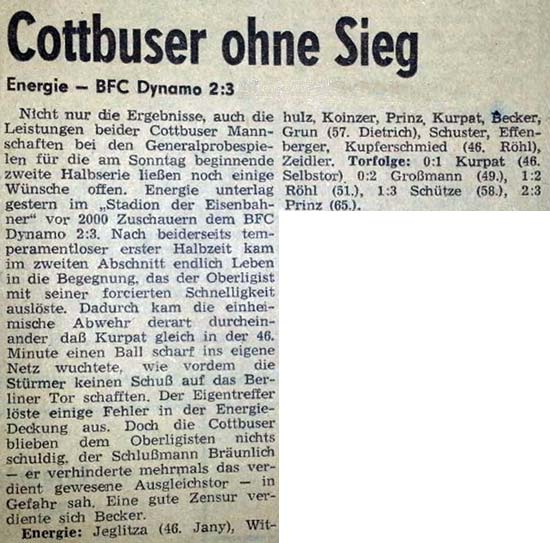 Cottbuser ohne Sieg
Energie — BFC Dynamo 2:3
Nicht nur die Ergebnisse, auch die
Leistungen beider Cottbuser Mann-
schaften bei den Generalprobespie-
len für die am Sonntag beginnende
zweite Halbserie ließen noch einige
Wünsche offen. Energie unterlag
gestern im „Stadion der Eisenbah-
ner" vor 2000 Zuschauern dem BFC
Dynamo 2:3. Nach beiderseits tem-
peramentloser erster Halbzeit kam
im zweiten Abschnitt endlich Leben
in die Begegnung, das der Oberligist
mit seiner forcierten Schnelligkeit
auslöste. Dadurch kam die einhei-
mische Abwehr derart durchein-
ander daß Kurpat gleich in der 46.
Minute einen Ball scharf ins eigene
Netz wuchtete, wie vordem die
Stürmer keinen Schuß auf das Ber-
liner Tor schafften. Der Eigentreffer
löste einige Fehler in der Energie-
Deckung aus. Doch die Cottbuser
blieben dem Oberligisten nichts
schuldig, der Schlußmann Bräunlich
— er verhinderte mehrmals das ver-
dient gewesene Ausgleichstor — in
Gefahr sah. Eine gute Zensur ver-
diente sich Becker.
Energie: Jeglitza (46. Jany), Wit-
hulz, Koinzer, Prinz, Kurpat, Becker,
Grun (57. Dietrich), Schuster, Effen-
berger, Kupferschmied (46. Röhl),
Zeidler. Torfolge: 0:1 Kurpat (46.
Selbstor), 0:2 Großmann (49.), 1:2
Röhl (51.), 1:3 Schütze (58.), 2:3
Prinz (65.).